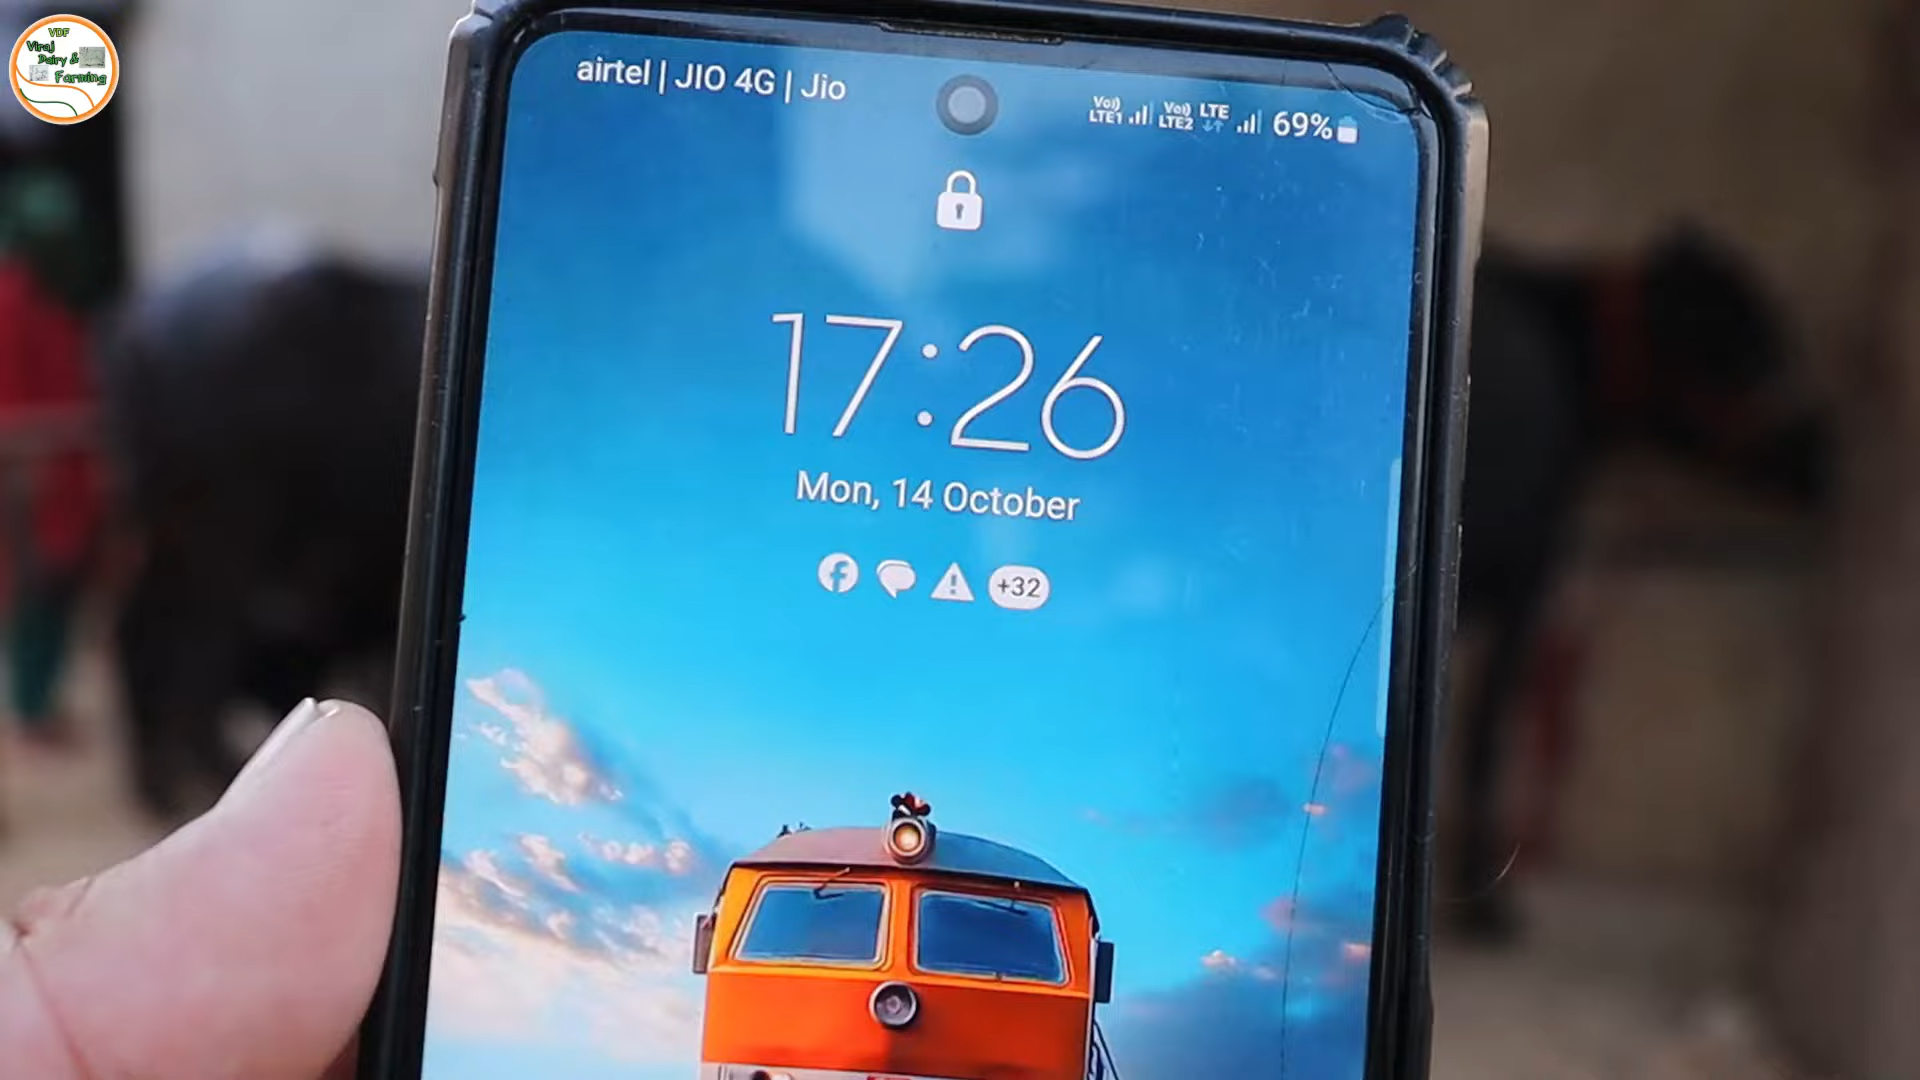 VDF
Viraj
Dairy &
Farming
airtel | JIO 4G | Jio
Vo) LTE1 Vo) LTE2 LTE 69%
17:26
Mon, 14 October
+32